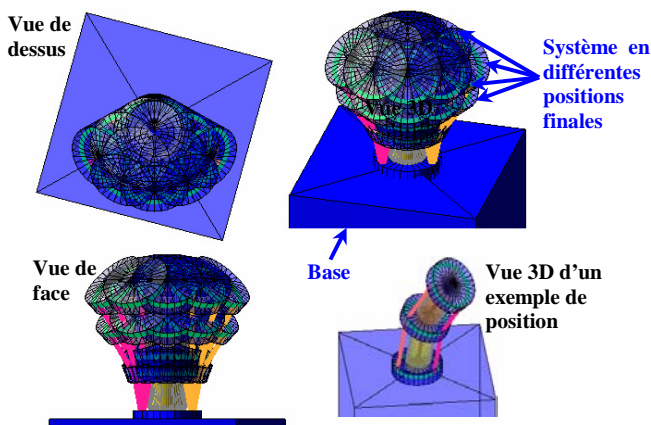 Vue de
dessus
Système en
différentes
positions
finales
Vue 3D
Base
Vue de
face
Vue 3D d’un
exemple de
position